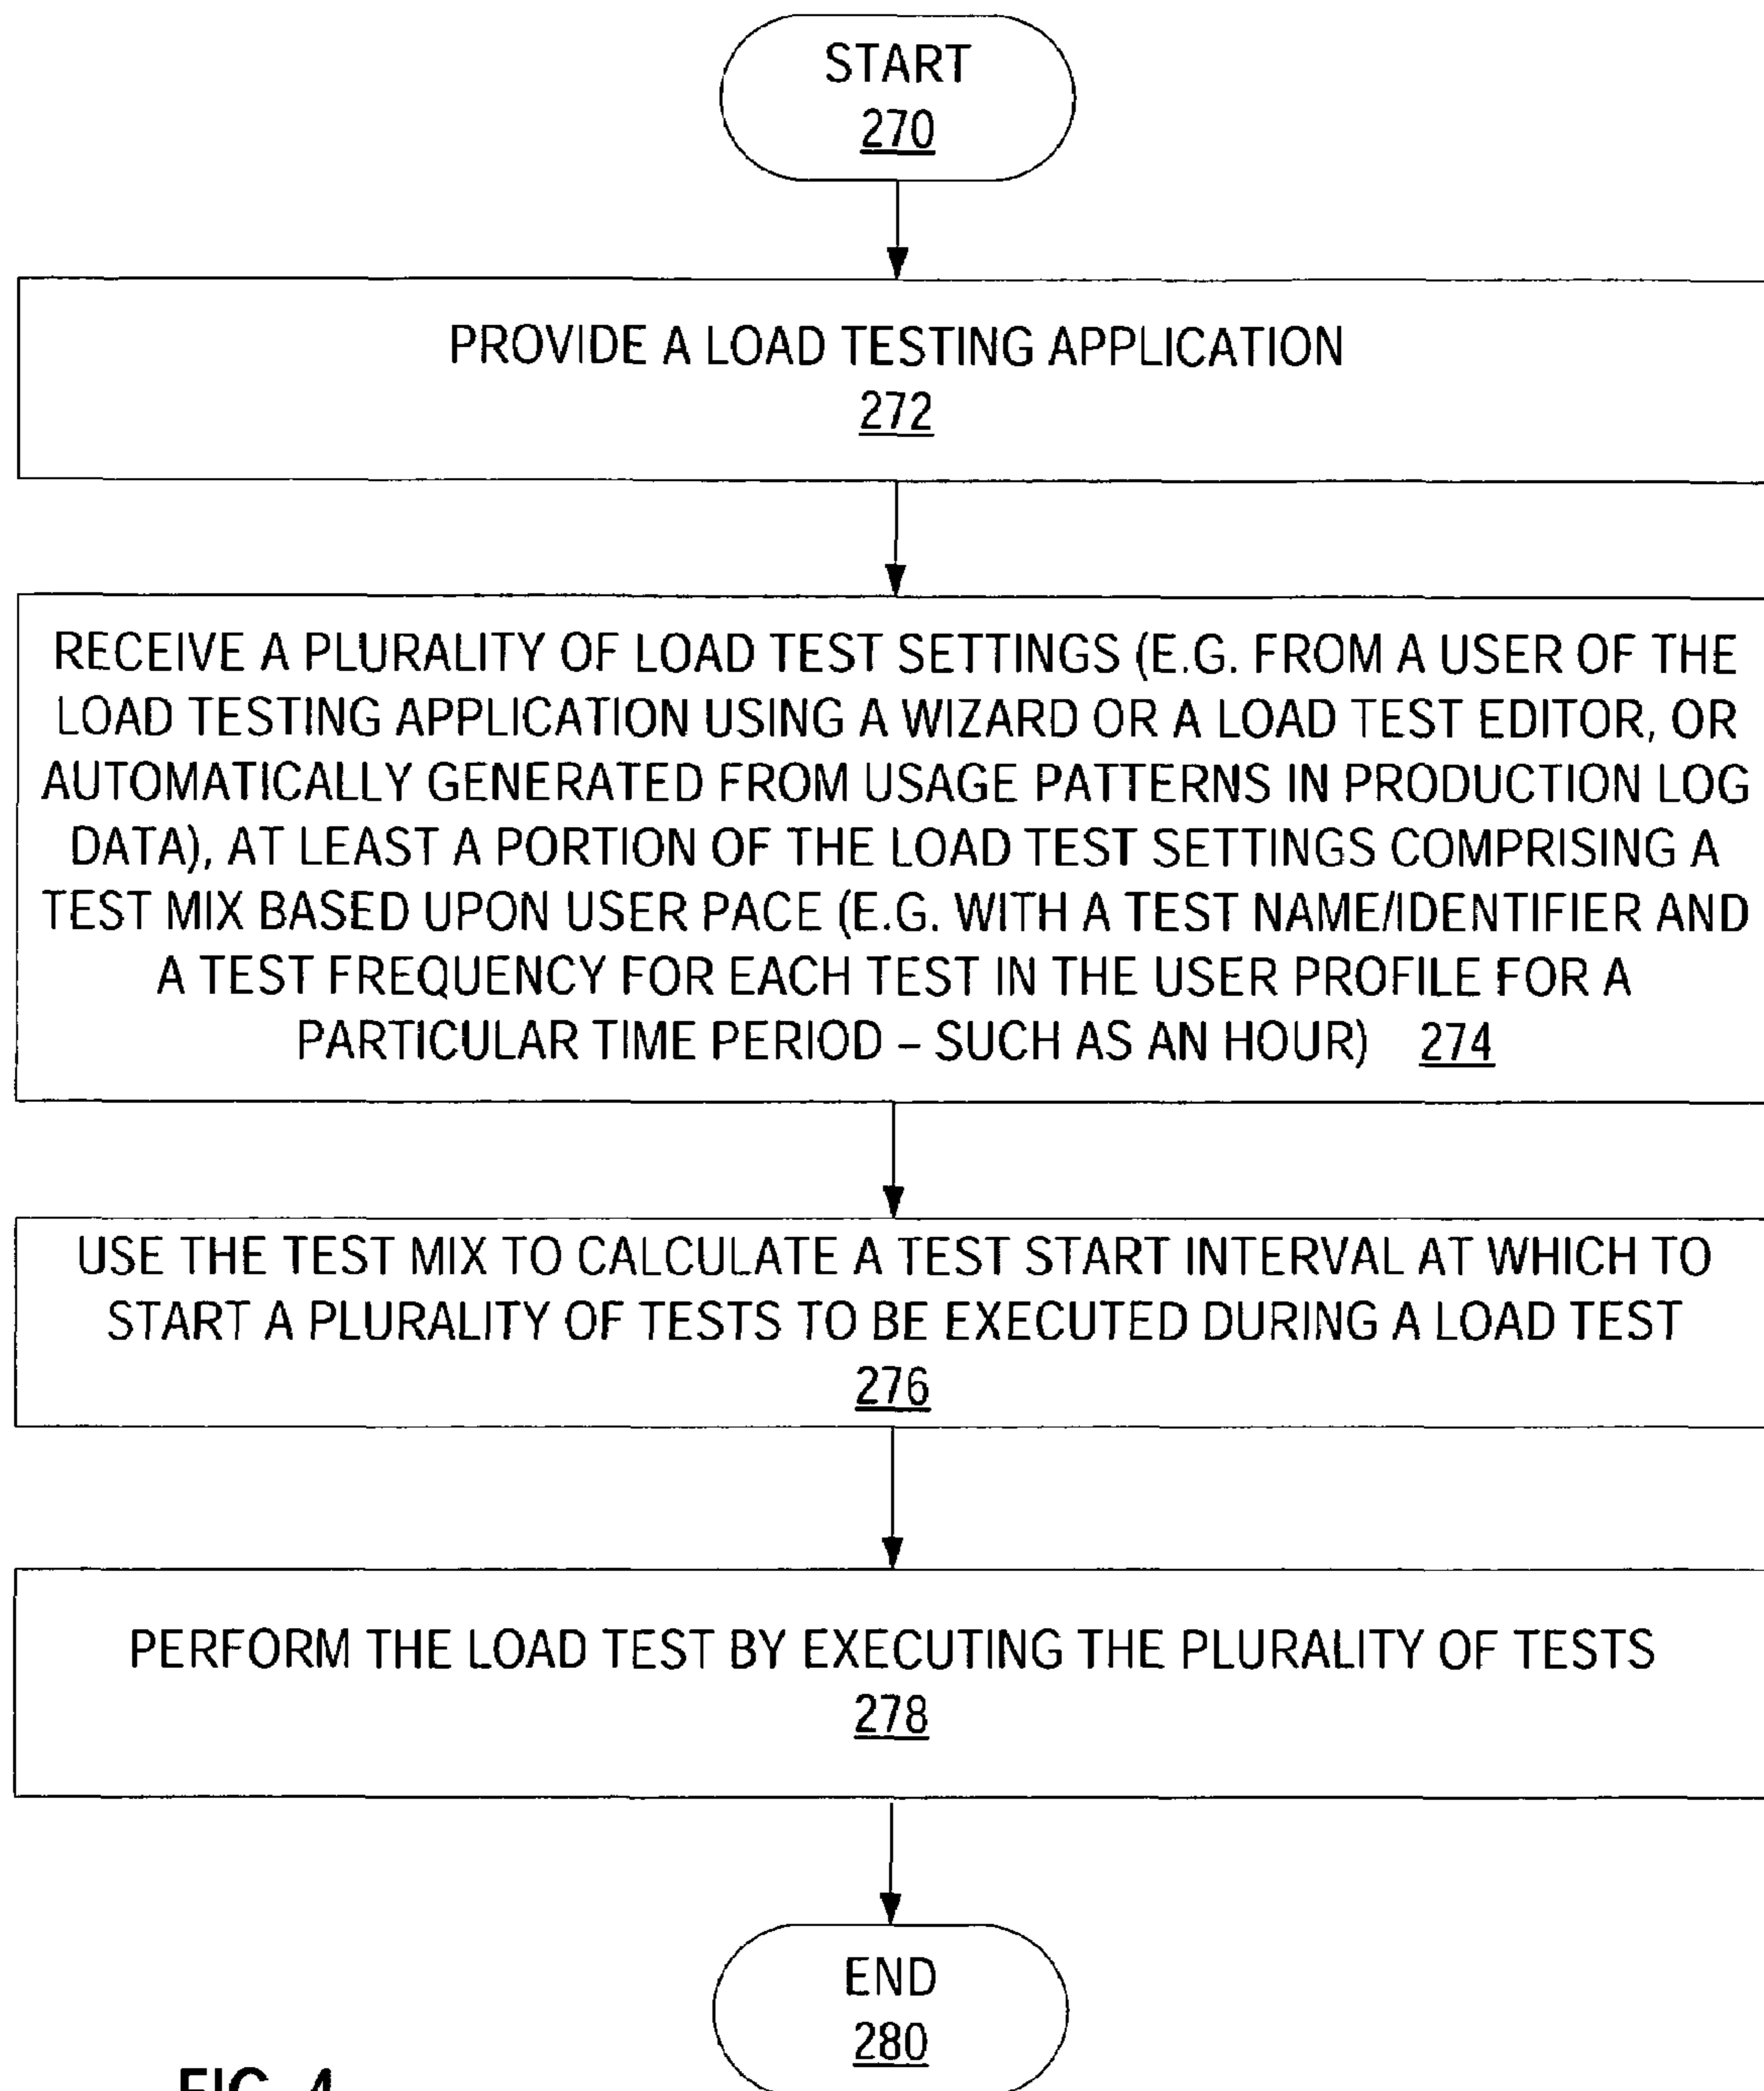 START
270
PROVIDE A LOAD TESTING APPLICATION
272
RECEIVE A PLURALITY OF LOAD TEST SETTINGS (E.G. FROM A USER OF THE
LOAD TESTING APPLICATION USING A WIZARD OR A LOAD TEST EDITOR, OR
AUTOMATICALLY GENERATED FROM USAGE PATTERNS IN PRODUCTION LOG
DATA), AT LEAST A PORTION OF THE LOAD TEST SETTINGS COMPRISING A
TEST MIX BASED UPON USER PACE (E.G. WITH A TEST NAME/IDENTIFIER AND
A TEST FREQUENCY FOR EACH TEST IN THE USER PROFILE FOR A
PARTICULAR TIME PERIOD – SUCH AS AN HOUR) 274
USE THE TEST MIX TO CALCULATE A TEST START INTERVAL AT WHICH TO
START A PLURALITY OF TESTS TO BE EXECUTED DURING A LOAD TEST
276
PERFORM THE LOAD TEST BY EXECUTING THE PLURALITY OF TESTS
278
END
280
FIG. 4